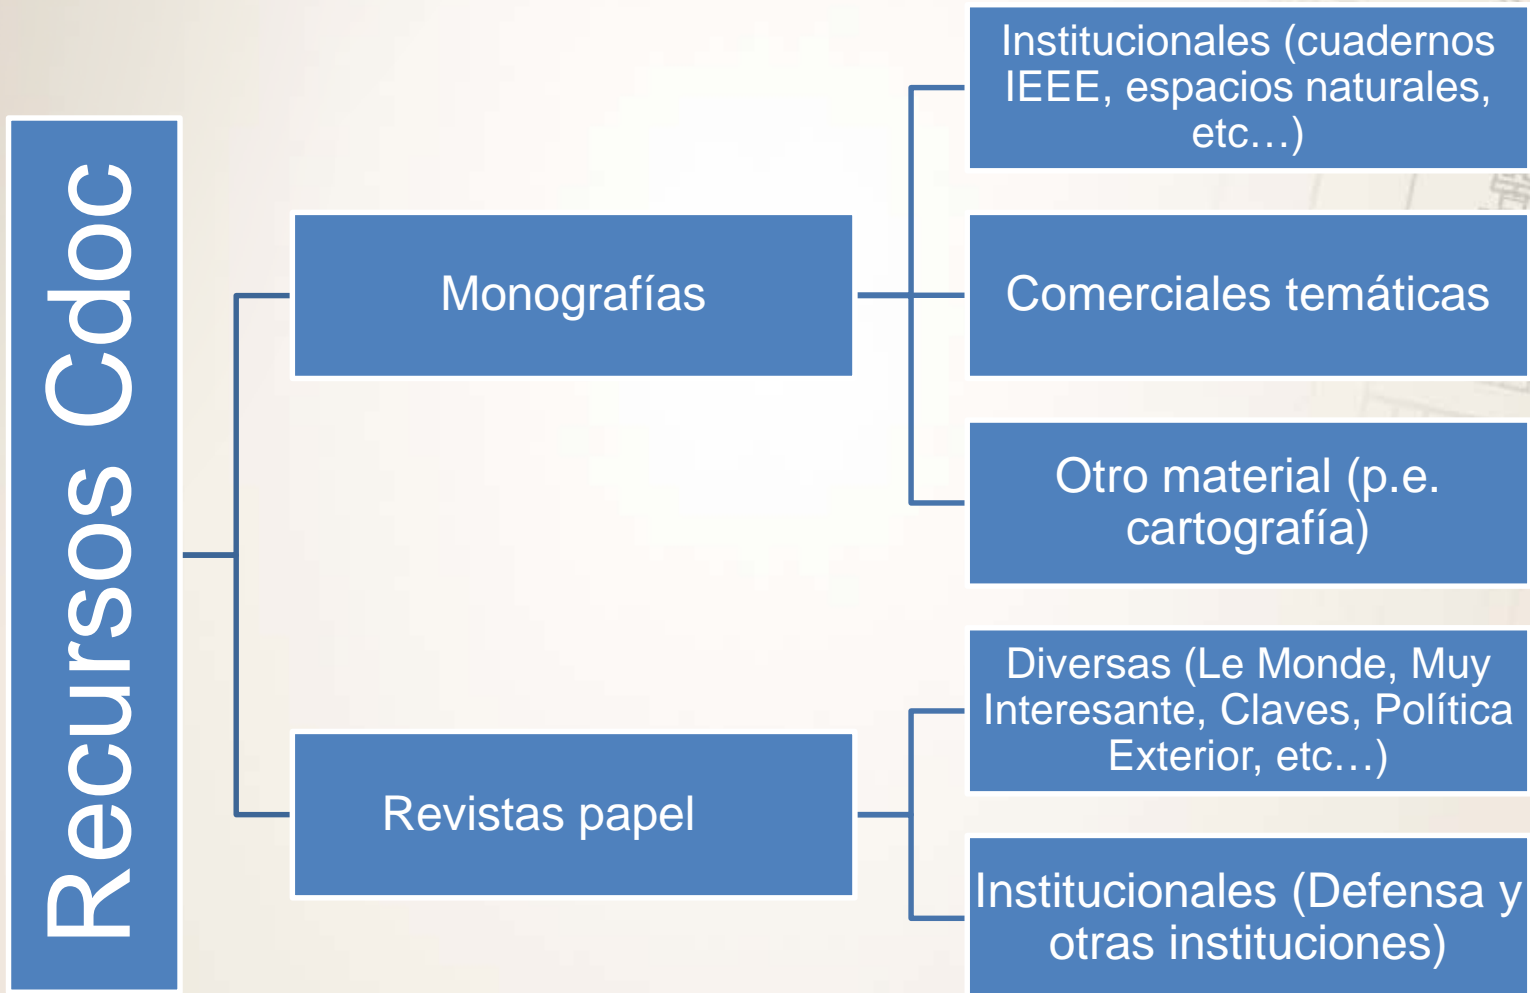 Recursos Cdoc
Monografías
Institucionales (cuadernos
IEEE, espacios naturales,
etc…)
Comerciales temáticas
Otro material (p.e.
cartografía)
Revistas papel
Diversas (Le Monde, Muy
Interesante, Claves, Política
Exterior, etc…)
Institucionales (Defensa y
otras instituciones)